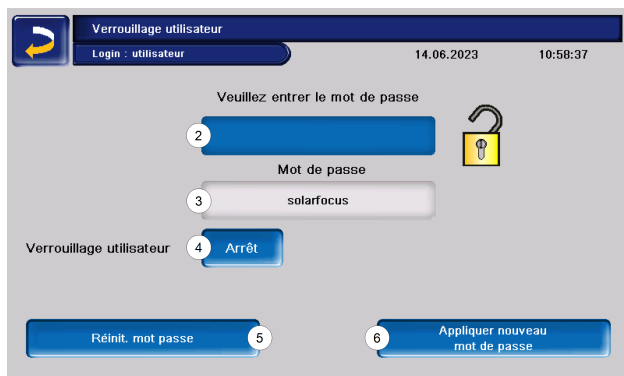 Verrouillage utilisateur
Login : utilisateur
14.06.2023
10:58:37
Veuillez entrer le mot de passe
2
Mot de passe
3
solarfocus
Verrouillage utilisateur
4
Arrêt
Réinit. mot passe
5
6
Appliquer nouveau
mot de passe